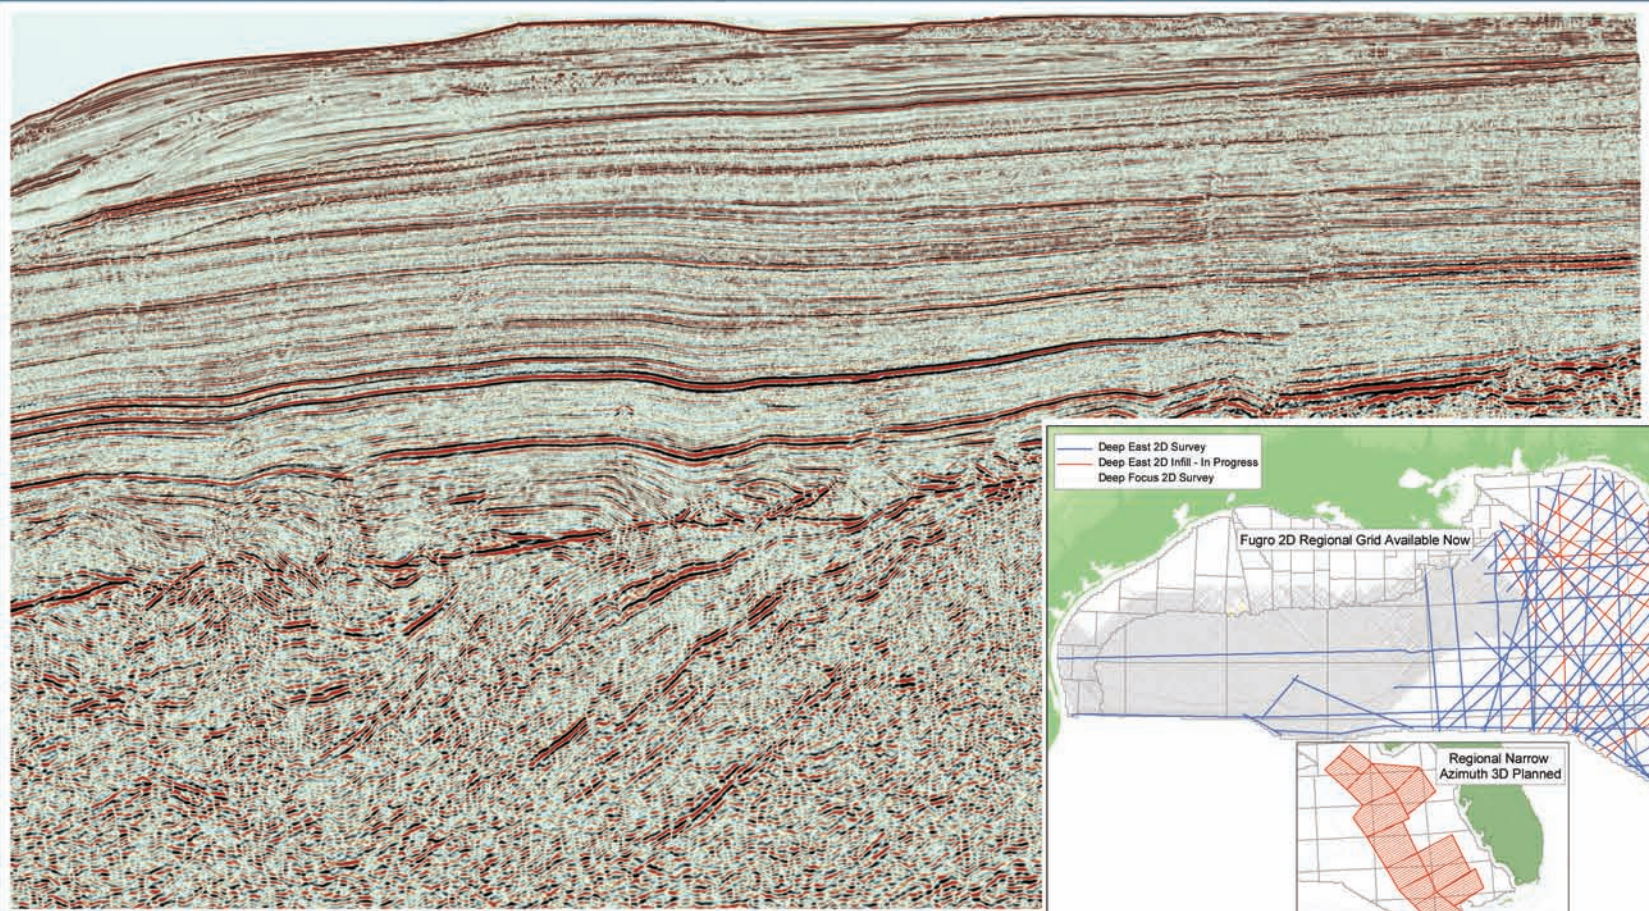 Deep East 2D Survey
Deep East 2D Infill - In Progress
Deep Focus 2D Survey
Fugro 2D Regional Grid Available Now
Regional Narrow
Azimuth 3D Planned